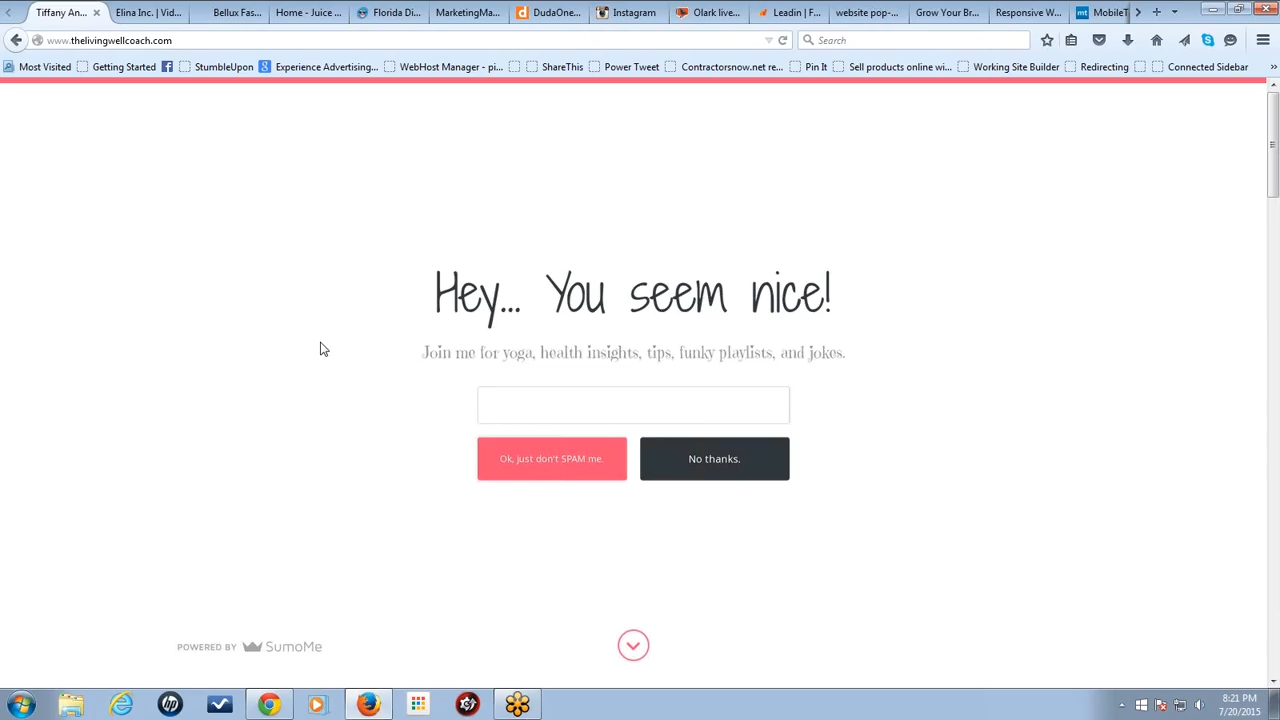 Tiffany An...
Elina Inc. | Vid...
Bellux Fas...
Home - Juice ...
Florida Di...
MarketingMa...
DudaOne...
Instagram
Olark live...
Leadin | F...
website pop-...
Grow Your Br...
Responsive W...
MobileT
www.thelivingwellcoach.com
Search
Most Visited
Getting Started
StumbleUpon
Experience Advertising...
WebHost Manager - pi...
ShareThis
Power Tweet
Contractorsnow.net re...
Pin It
Sell products online wi...
Working Site Builder
Redirecting
Connected Sidebar
Hey... You seem nice!
Join me for yoga, health insights, tips, funky playlists, and jokes.
Ok, just don't SPAM me.
No thanks.
POWERED BY SumoMe
8:21 PM
7/20/2015